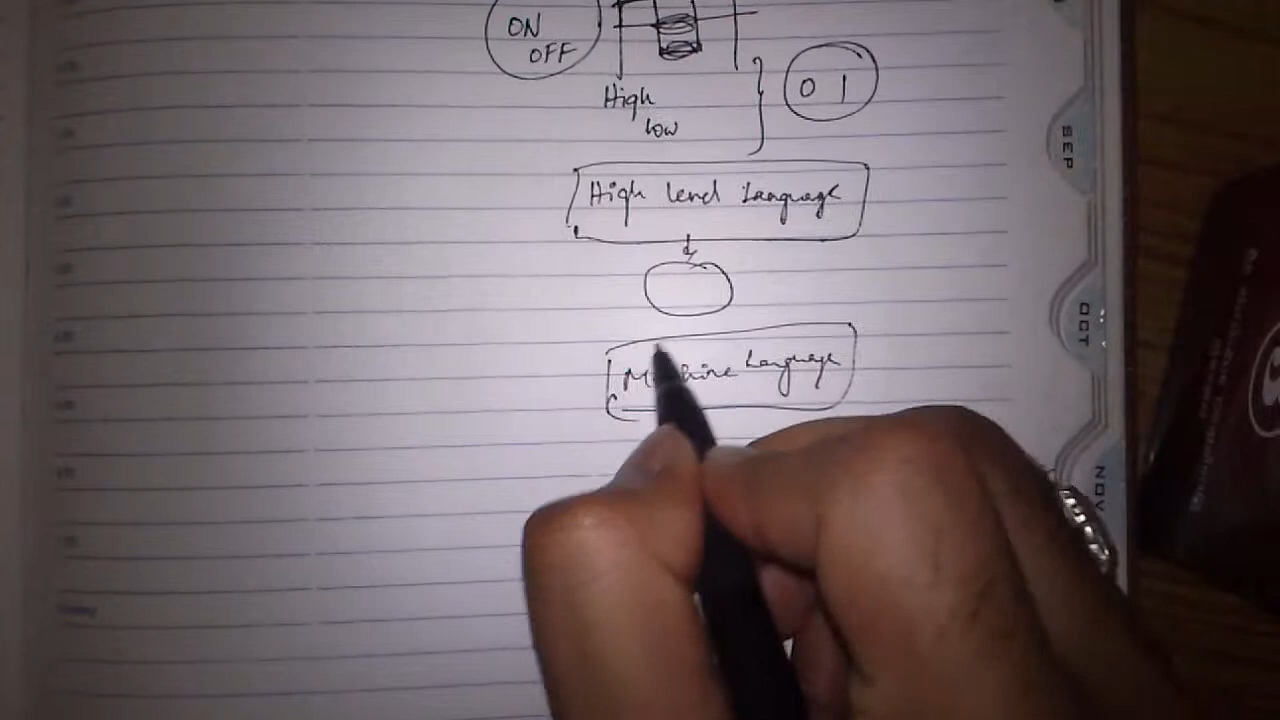 ON
OFF
High
low
0 1
SEP
High level Language
OCT
Machine Language
NOV